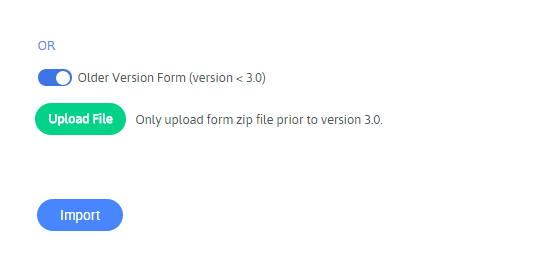 OR
Older Version Form (version < 3.0)
Upload File Only upload form zip file prior to version 3.0.
Import